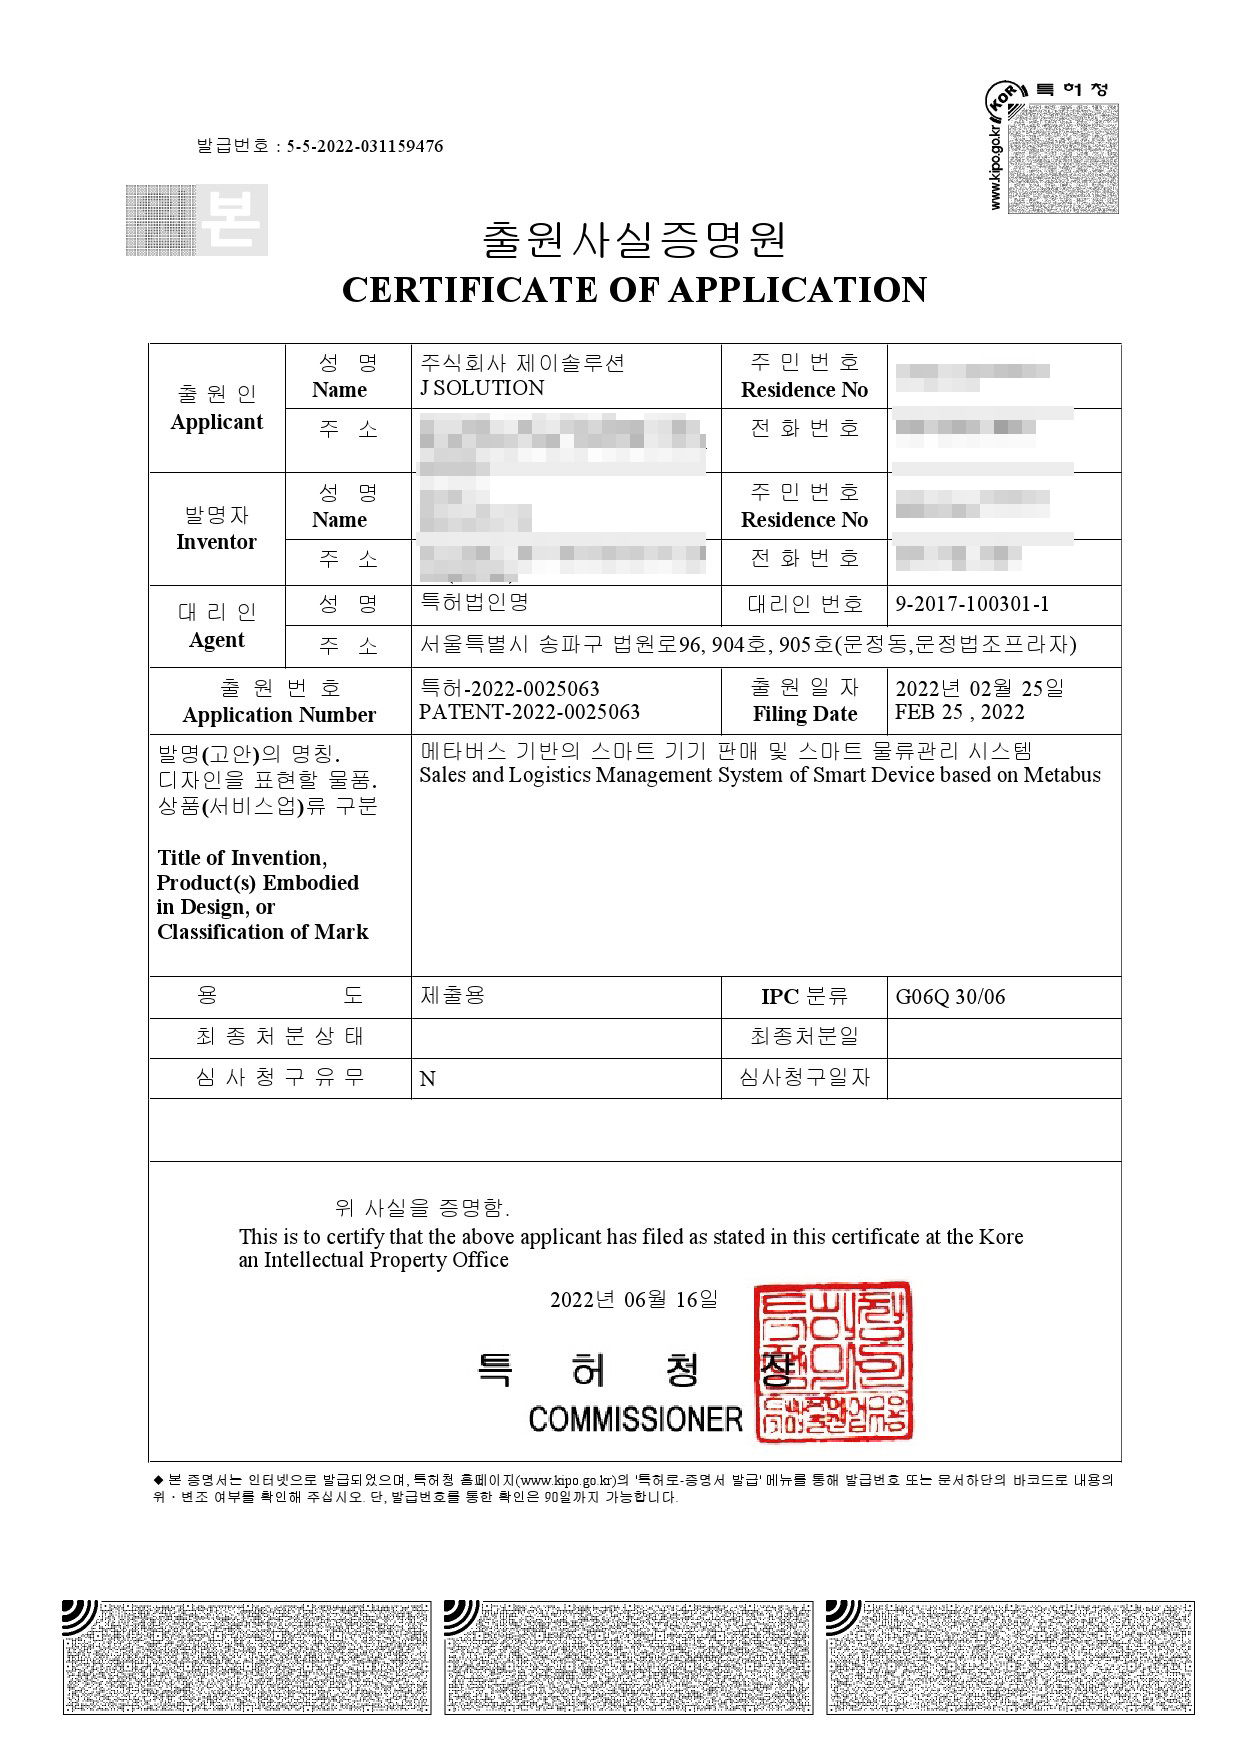 특허청
KOR
www.kipo.go.kr
발급번호 : 5-5-2022-031159476
본
출원사실증명원
CERTIFICATE OF APPLICATION
출 원 인
Applicant
성 명
Name
주식회사 제이솔루션
J SOLUTION
주 민 번 호
Residence No
주 소
전 화 번 호
발명자
Inventor
성 명
Name
주 민 번 호
Residence No
주 소
전 화 번 호
대 리 인
Agent
성 명
특허법인명
대리인 번호
9-2017-100301-1
주 소
서울특별시 송파구 법원로96, 904호, 905호(문정동,문정법조프라자)
출 원 번 호
Application Number
특허-2022-0025063
PATENT-2022-0025063
출 원 일 자
Filing Date
2022년 02월 25일
FEB 25 , 2022
발명(고안)의 명칭.
디자인을 표현할 물품.
상품(서비스업)류 구분
Title of Invention,
Product(s) Embodied
in Design, or
Classification of Mark
메타버스 기반의 스마트 기기 판매 및 스마트 물류관리 시스템
Sales and Logistics Management System of Smart Device based on Metabus
용 도
제출용
IPC 분류
G06Q 30/06
최 종 처 분 상 태
최종처분일
심 사 청 구 유 무
N
심사청구일자
위 사실을 증명함.
This is to certify that the above applicant has filed as stated in this certificate at the Kore
an Intellectual Property Office
2022년 06월 16일
특 허 청 장
COMMISSIONER
◆ 본 증명서는 인터넷으로 발급되었으며, 특허청 홈페이지(www.kipo.go.kr)의 '특허로-증명서 발급' 메뉴를 통해 발급번호 또는 문서하단의 바코드로 내용의
위·변조 여부를 확인해 주십시오. 단, 발급번호를 통한 확인은 90일까지 가능합니다.